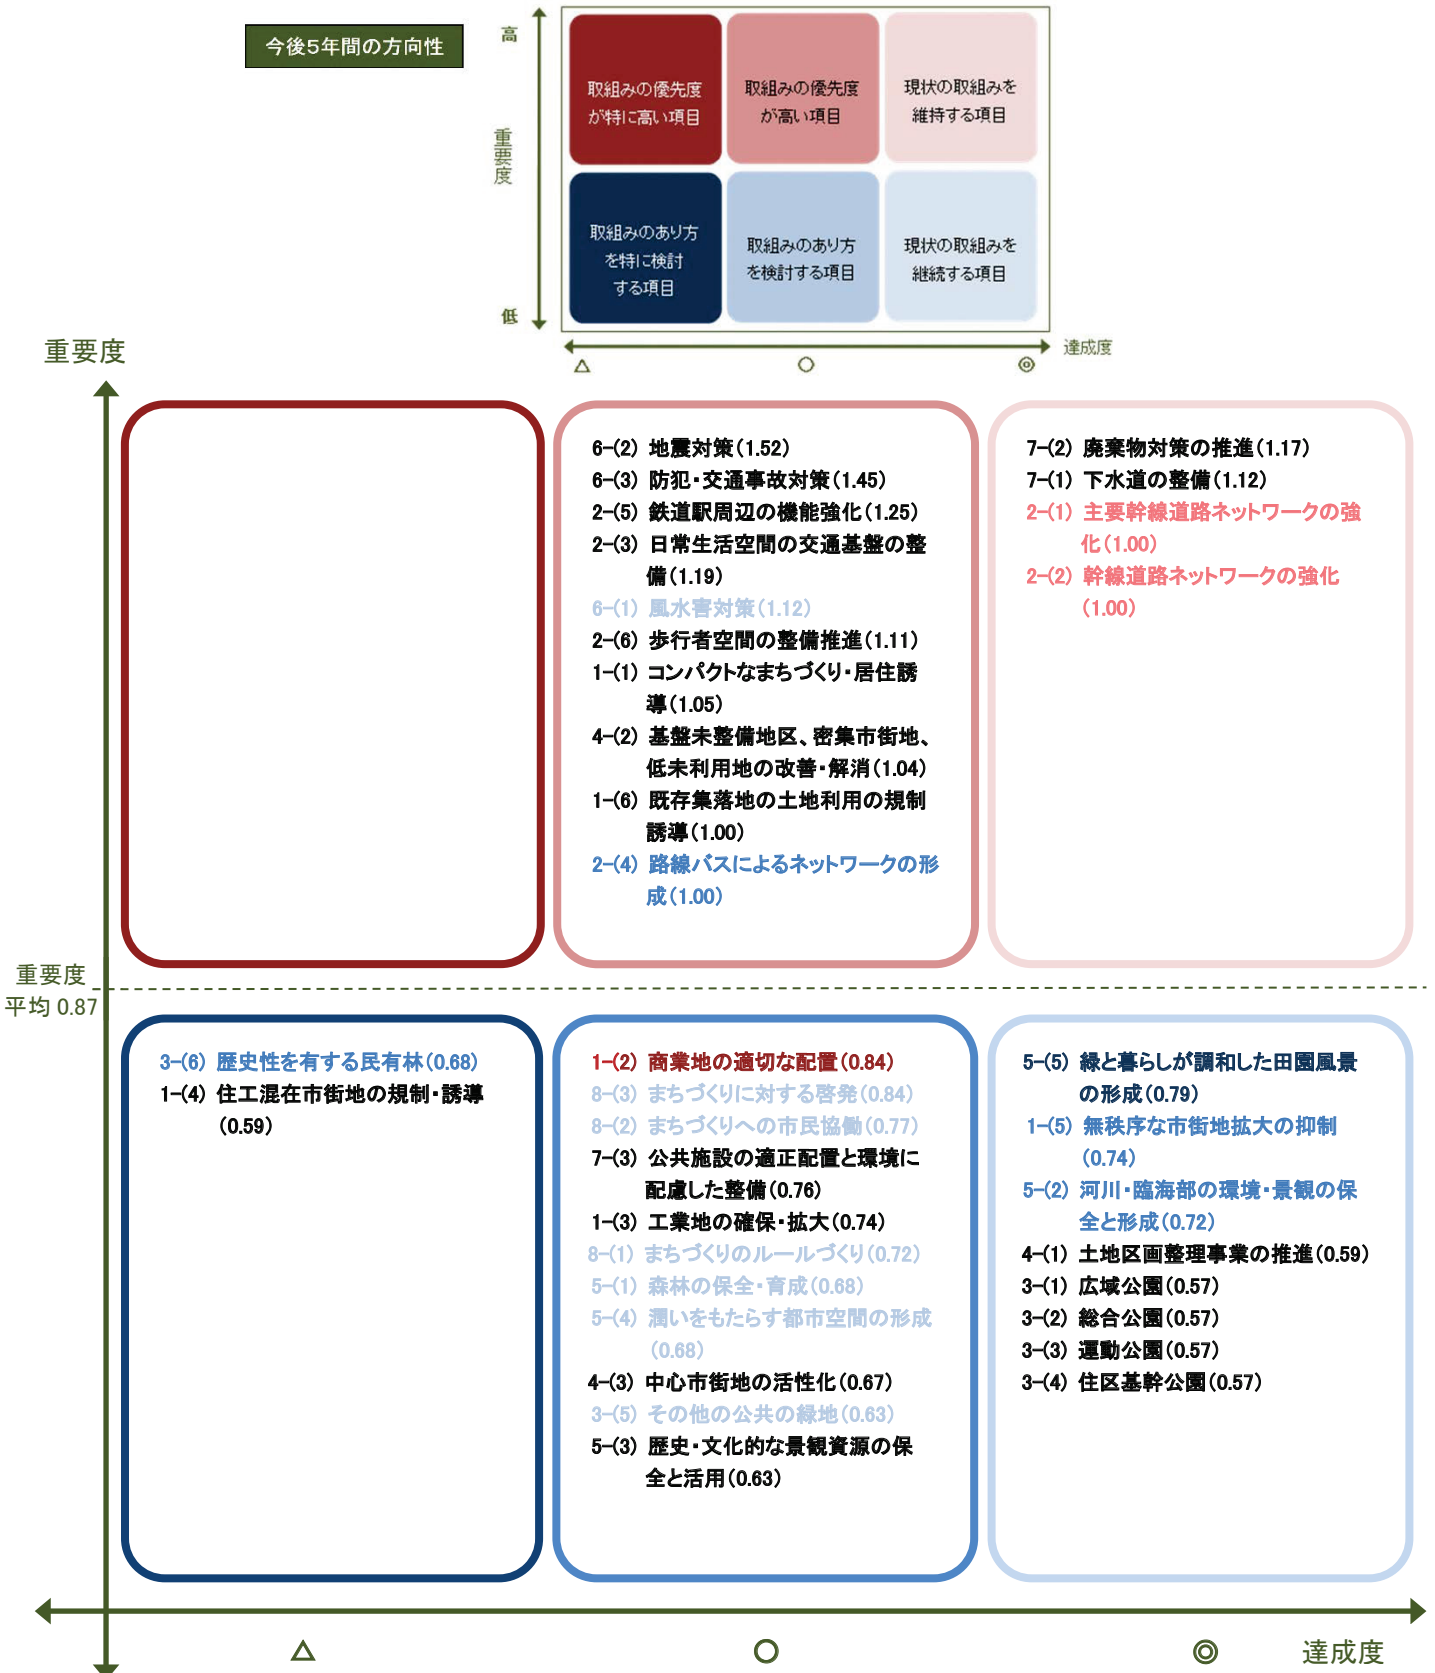 今後5年間の方向性
高
重要度
低
取組みの優先度
が特に高い項目
取組みの優先度
が高い項目
現状の取組みを
維持する項目
取組みのあり方
を特に検討
する項目
取組みのあり方
を検討する項目
現状の取組みを
継続する項目
△
○
◎
達成度
重要度
6-(2) 地震対策(1.52)
6-(3) 防犯・交通事故対策(1.45)
2-(5) 鉄道駅周辺の機能強化(1.25)
2-(3) 日常生活空間の交通基盤の整
備(1.19)
6-(1) 風水害対策(1.12)
2-(6) 歩行者空間の整備推進(1.11)
1-(1) コンパクトなまちづくり・居住誘
導(1.05)
4-(2) 基盤未整備地区、密集市街地、
低未利用地の改善・解消(1.04)
1-(6) 既存集落地の土地利用の規制
誘導(1.00)
2-(4) 路線バスによるネットワークの形
成(1.00)
7-(2) 廃棄物対策の推進(1.17)
7-(1) 下水道の整備(1.12)
2-(1) 主要幹線道路ネットワークの強
化(1.00)
2-(2) 幹線道路ネットワークの強化
(1.00)
重要度
平均 0.87
3-(6) 歴史性を有する民有林(0.68)
1-(4) 住工混在市街地の規制・誘導
(0.59)
1-(2) 商業地の適切な配置(0.84)
8-(3) まちづくりに対する啓発(0.84)
8-(2) まちづくりへの市民協働(0.77)
7-(3) 公共施設の適正配置と環境に
配慮した整備(0.76)
1-(3) 工業地の確保・拡大(0.74)
8-(1) まちづくりのルールづくり(0.72)
5-(1) 森林の保全・育成(0.68)
5-(4) 潤いをもたらす都市空間の形成
(0.68)
4-(3) 中心市街地の活性化(0.67)
3-(5) その他の公共の緑地(0.63)
5-(3) 歴史・文化的な景観資源の保
全と活用(0.63)
5-(5) 緑と暮らしが調和した田園風景
の形成(0.79)
1-(5) 無秩序な市街地拡大の抑制
(0.74)
5-(2) 河川・臨海部の環境・景観の保
全と形成(0.72)
4-(1) 土地区画整理事業の推進(0.59)
3-(1) 広域公園(0.57)
3-(2) 総合公園(0.57)
3-(3) 運動公園(0.57)
3-(4) 住区基幹公園(0.57)
△
○
◎
達成度